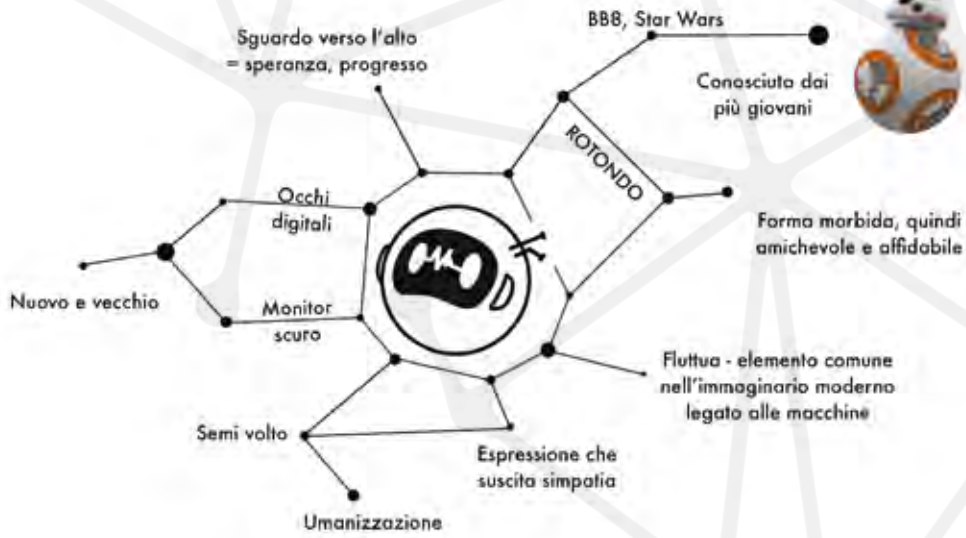 BB8, Star Wars
Sguardo verso l'alto
= speranza, progresso
Conosciuto dai
più giovani
ROTONDO
Occhi
digitali
Forma morbida, quindi
amichevole e affidabile
Nuovo e vecchio
Monitor
scuro
Fluttua - elemento comune
nell'immaginario moderno
legato alle macchine
Semi volto
Espressione che
suscita simpatia
Umanizzazione